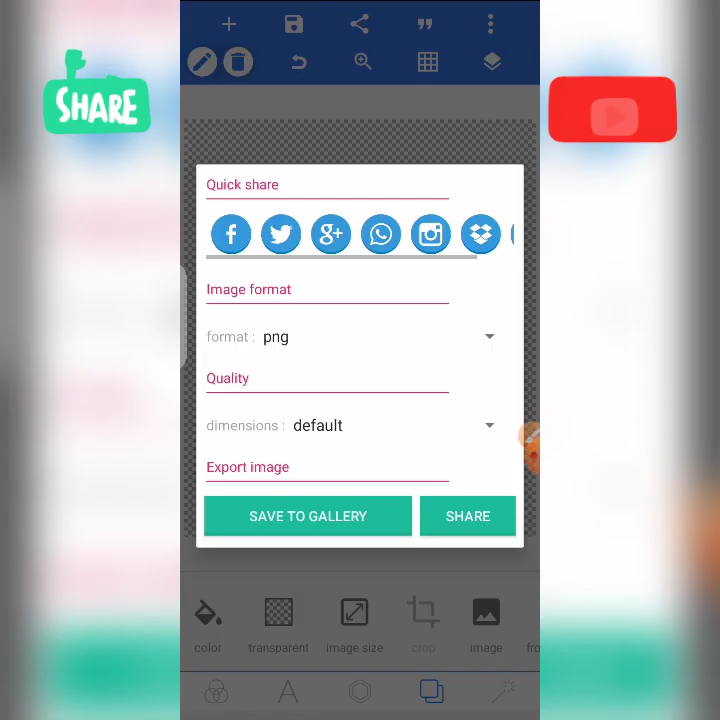 SHARE
Quick share
Image format
format : png
Quality
dimensions : default
Export image
SAVE TO GALLERY SHARE
color transparent image size crop image fro